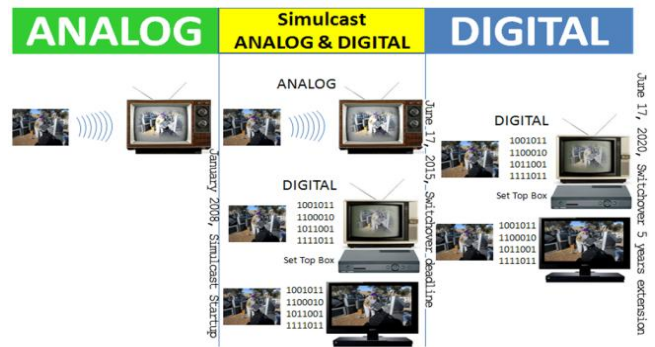 ANALOG
Simulcast
ANALOG & DIGITAL
DIGITAL
ANALOG
DIGITAL
1001011
1100010
1011001
1111011
Set Top Box
1001011
1100010
1011001
1111011
DIGITAL
1001011
1100010
1011001
1111011
Set Top Box
1001011
1100010
1011001
1111011
January 2008, Simulcast Startup
June 17, 2015, Switchover deadline
June 17, 2020, Switchover 5 years extension